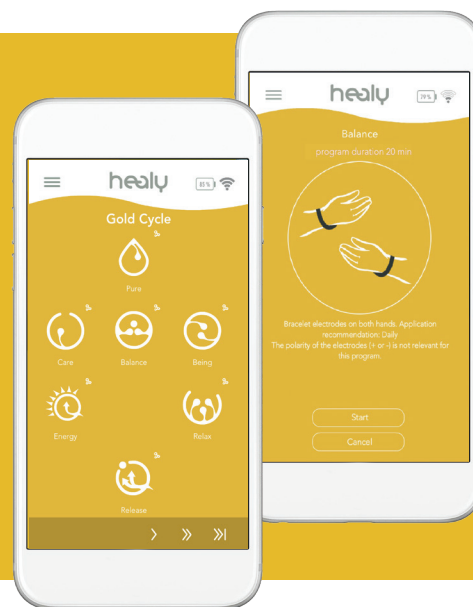 healy
85%
Gold Cycle
Pure
Care
Balance
Being
Energy
Relax
Release
healy
79%
Balance
program duration 20 min
Bracelet electrodes on both hands. Application
recommendation: Daily
The polarity of the electrodes (+ or -) is not relevant for
this program.
Start
Cancel